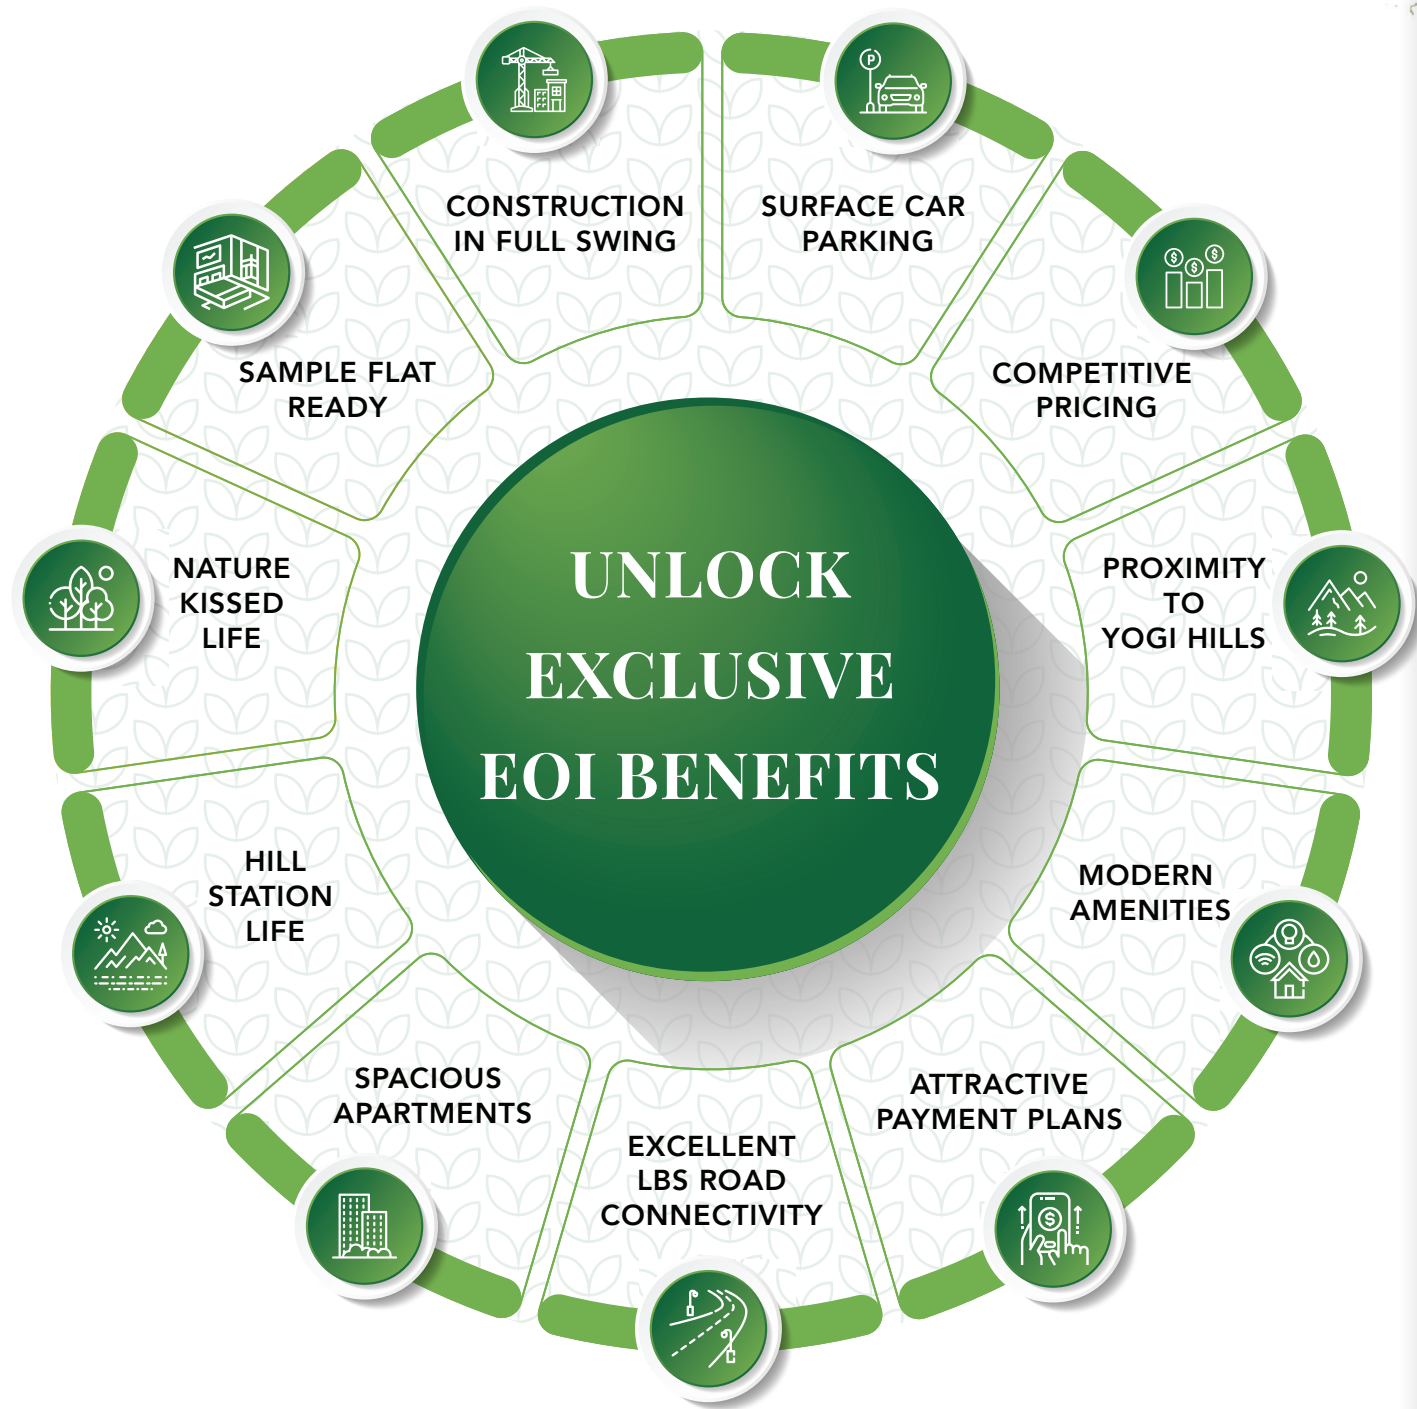 CONSTRUCTION
IN FULL SWING
SURFACE CAR
PARKING
COMPETITIVE
PRICING
PROXIMITY
TO
YOGI HILLS
MODERN
AMENITIES
ATTRACTIVE
PAYMENT PLANS
EXCELLENT
LBS ROAD
CONNECTIVITY
SPACIOUS
APARTMENTS
HILL
STATION
LIFE
NATURE
KISSED
LIFE
SAMPLE FLAT
READY
UNLOCK
EXCLUSIVE
EOI BENEFITS
P
$
$
$
$